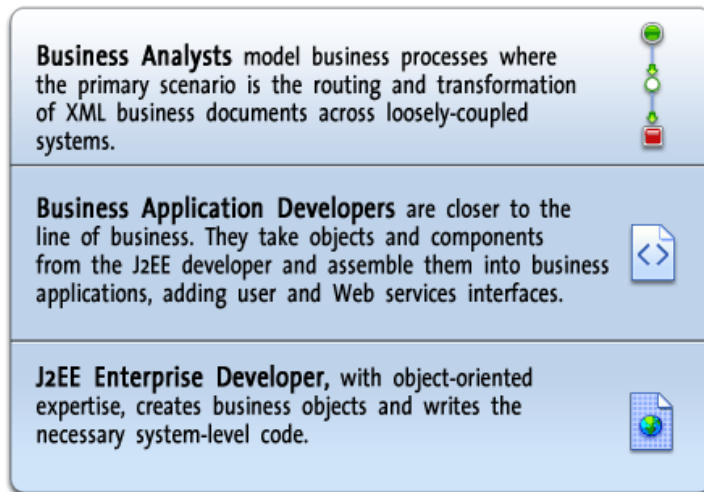 Business Analysts model business processes where
the primary scenario is the routing and transformation
of XML business documents across loosely-coupled
systems.
Business Application Developers are closer to the
line of business. They take objects and components
from the J2EE developer and assemble them into business
applications, adding user and Web services interfaces.
J2EE Enterprise Developer, with object-oriented
expertise, creates business objects and writes the
necessary system-level code.